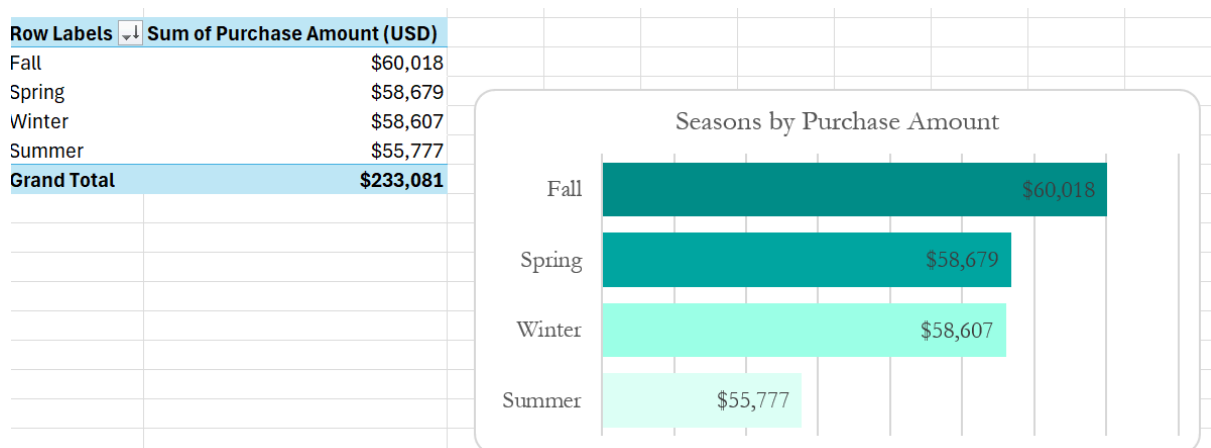 Row Labels Sum of Purchase Amount (USD)
Fall $60,018
Spring $58,679
Winter $58,607
Summer $55,777
Grand Total $233,081
Seasons by Purchase Amount
Fall $60,018
Spring $58,679
Winter $58,607
Summer $55,777